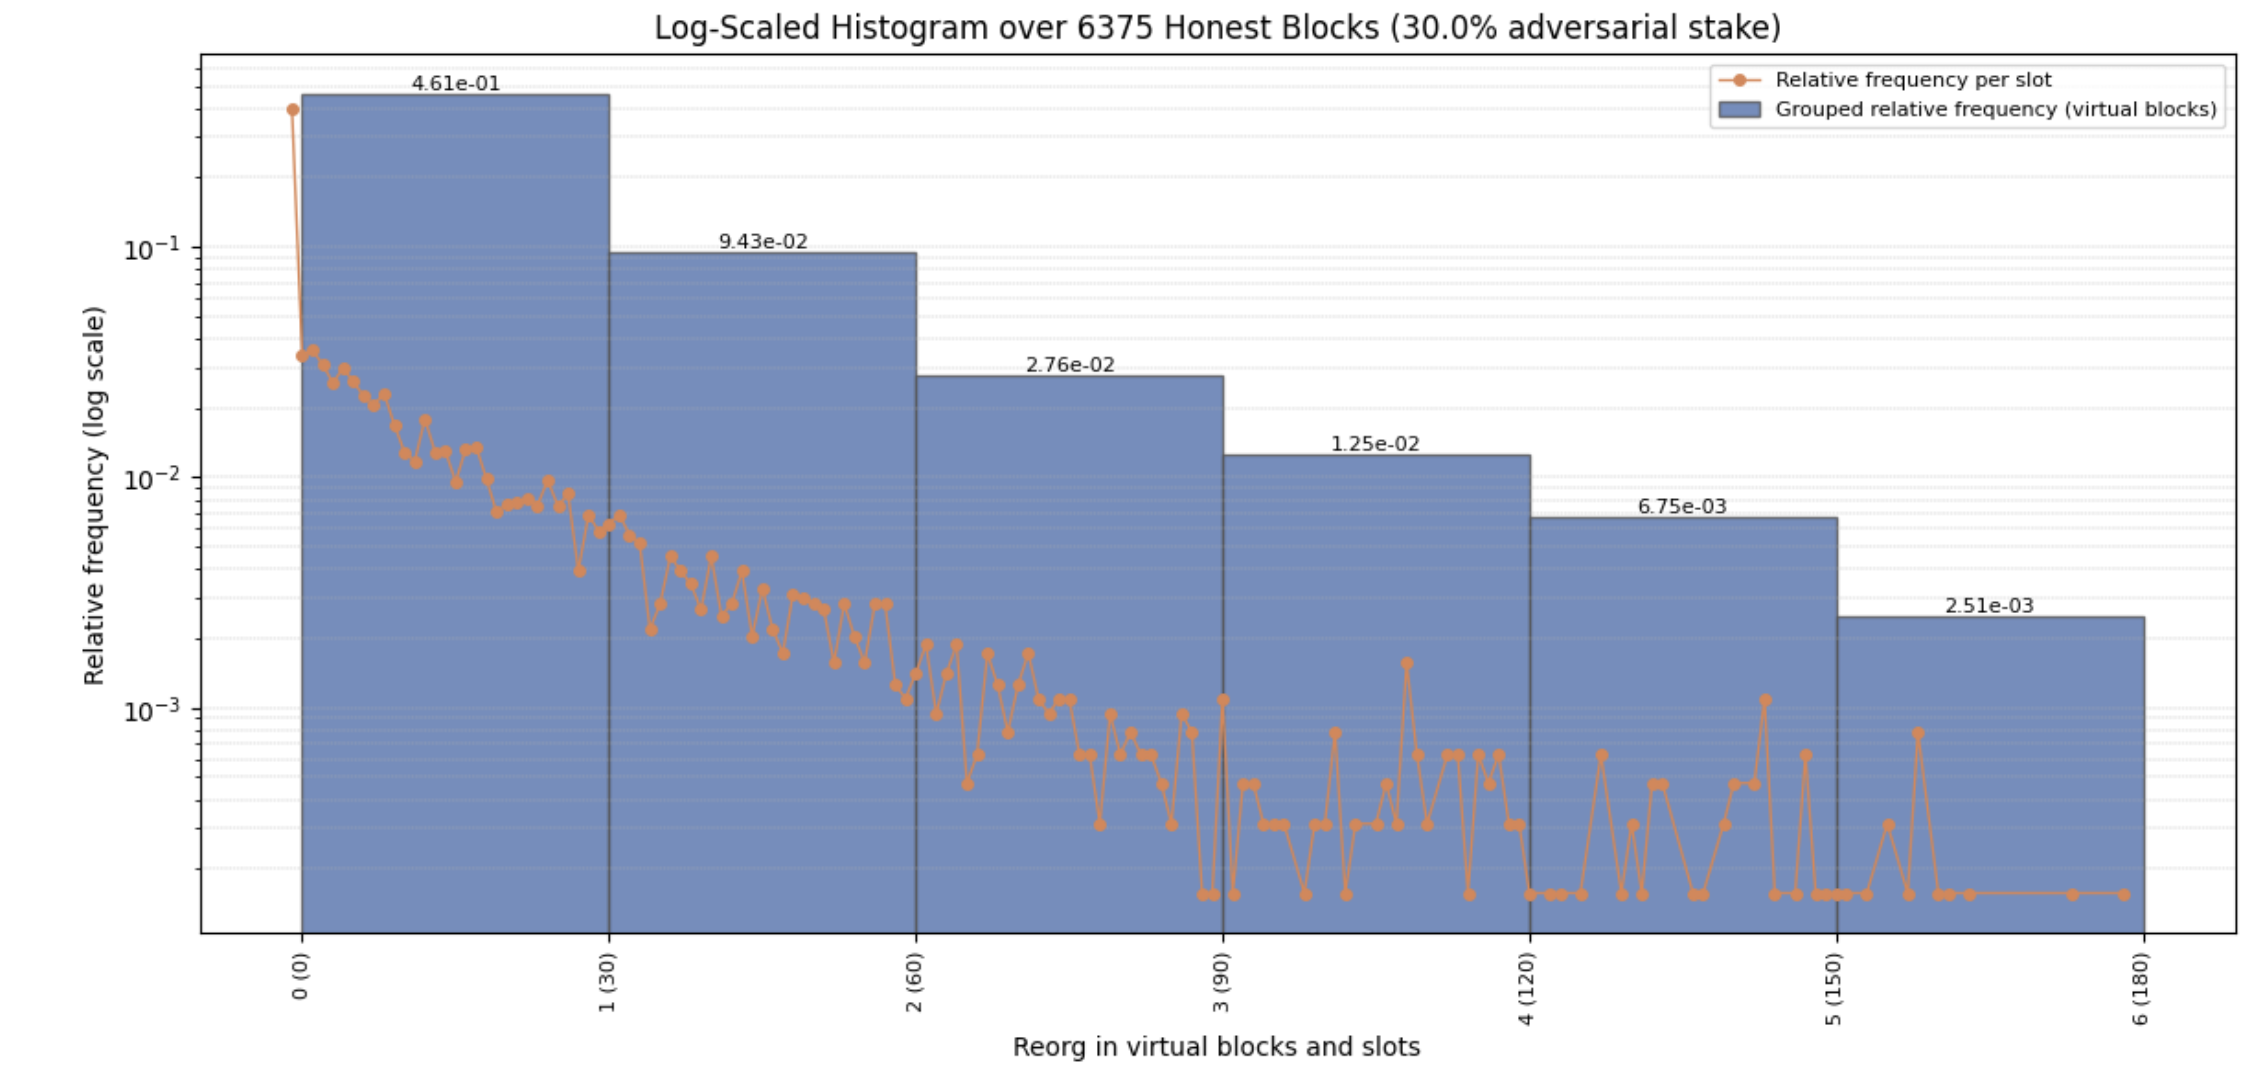 Log-Scaled Histogram over 6375 Honest Blocks (30.0% adversarial stake)
Relative frequency per slot
Grouped relative frequency (virtual blocks)
4.61e-01
9.43e-02
2.76e-02
1.25e-02
6.75e-03
2.51e-03
Relative frequency (log scale)
10⁻¹
10⁻²
10⁻³
0 (0)
1 (30)
2 (60)
3 (90)
4 (120)
5 (150)
6 (180)
Reorg in virtual blocks and slots